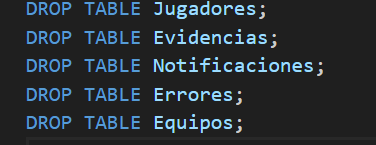 DROP TABLE Jugadores;
DROP TABLE Evidencias;
DROP TABLE Notificaciones;
DROP TABLE Errores;
DROP TABLE Equipos;